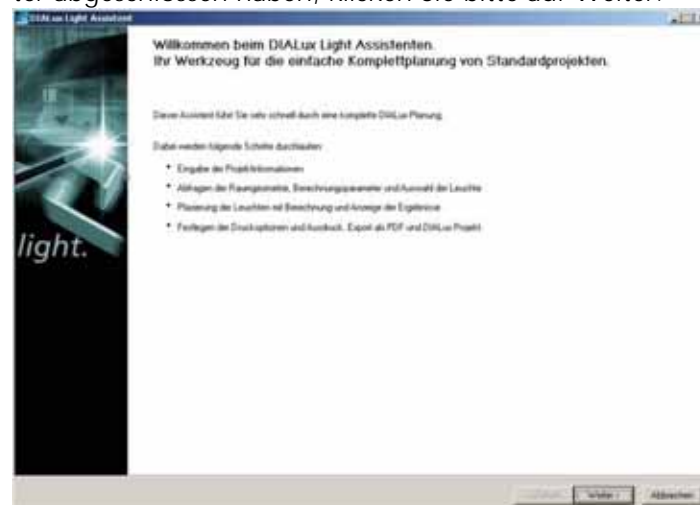 ter abgeschlossen haben, klicken Sie bitte auf Weiter.
DIALux Light Assistent
Willkommen beim DIALux Light Assistenten.
Ihr Werkzeug für die einfache Komplettplanung von Standardprojekten.
Dieser Assistent führt Sie sehr schnell durch eine komplette DIALux Planung.
Dabei werden folgende Schritte durchlaufen:
• Eingabe der Projektinformationen
• Abfragen der Raumgeometrie, Berechnungsparameter und Auswahl der Leuchte
• Platzierung der Leuchten mit Berechnung und Anzeige der Ergebnisse
• Festlegen der Druckoptionen und Ausdruck. Export als PDF und DIALux Projekt.
light.
Weiter >
Abbrechen